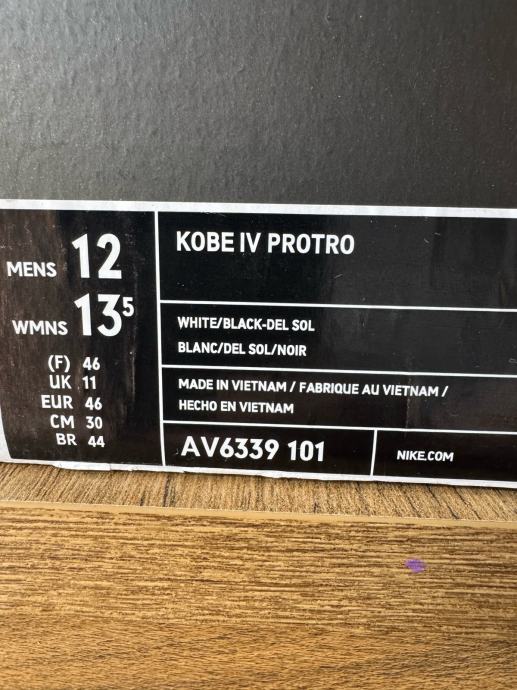 MENS 12
WMNS 13⁵
(F) 46
UK 11
EUR 46
CM 30
BR 44
KOBE IV PROTRO
WHITE/BLACK-DEL SOL
BLANC/DEL SOL/NOIR
MADE IN VIETNAM / FABRIQUE AU VIETNAM /
HECHO EN VIETNAM
AV6339 101
NIKE.COM